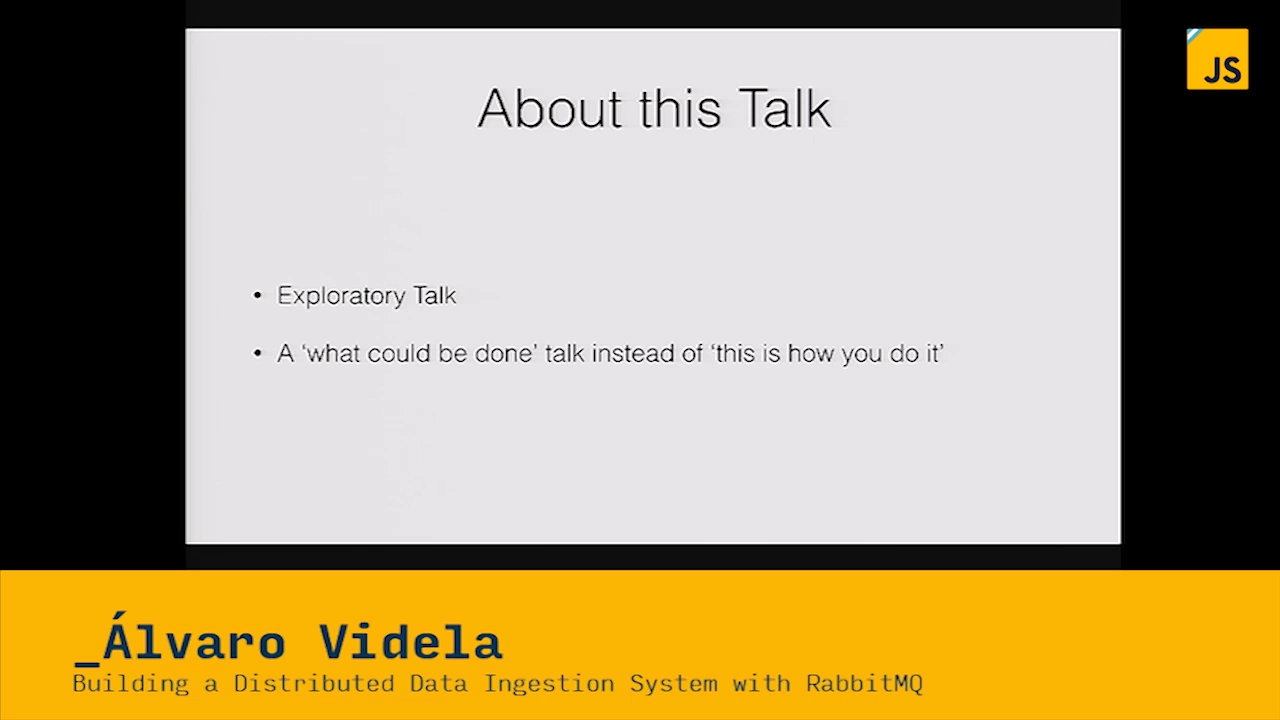 JS
About this Talk
• Exploratory Talk
• A ‘what could be done’ talk instead of ‘this is how you do it’
_Álvaro Videla
Building a Distributed Data Ingestion System with RabbitMQ